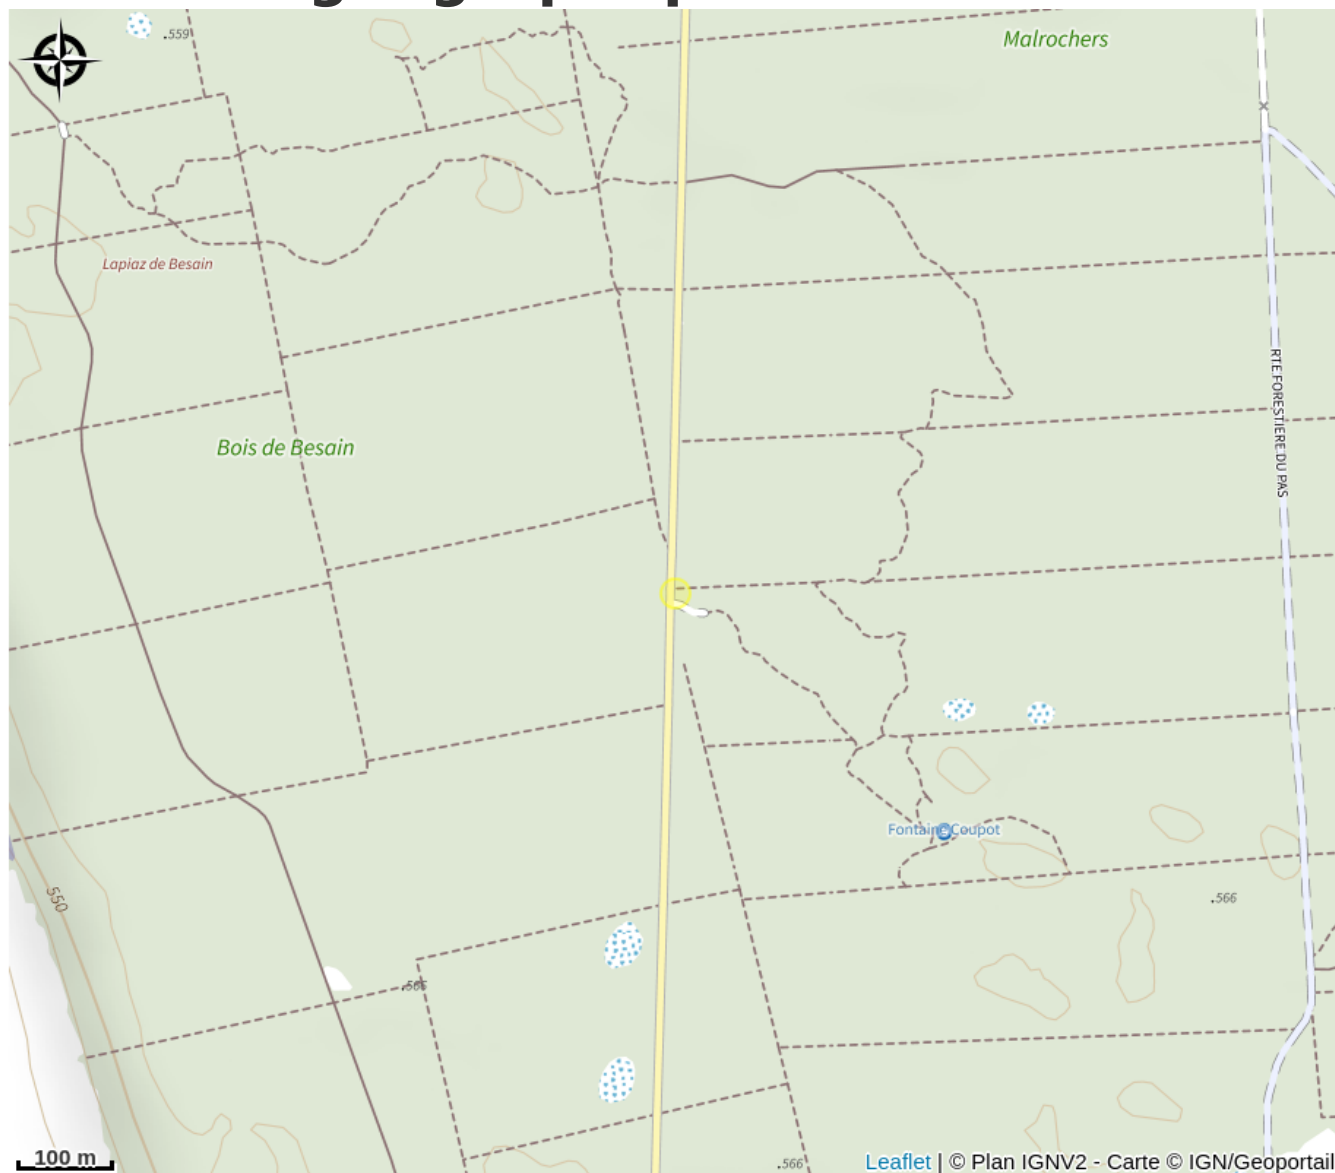 .559
Malrochers
Lapiaz de Besain
RTE FORESTIERE DU PAS
Bois de Besain
Fontaine Coupot
550
.566
.566
100 m
.566
Leaflet | © Plan IGNV2 - Carte © IGN/Geoportail